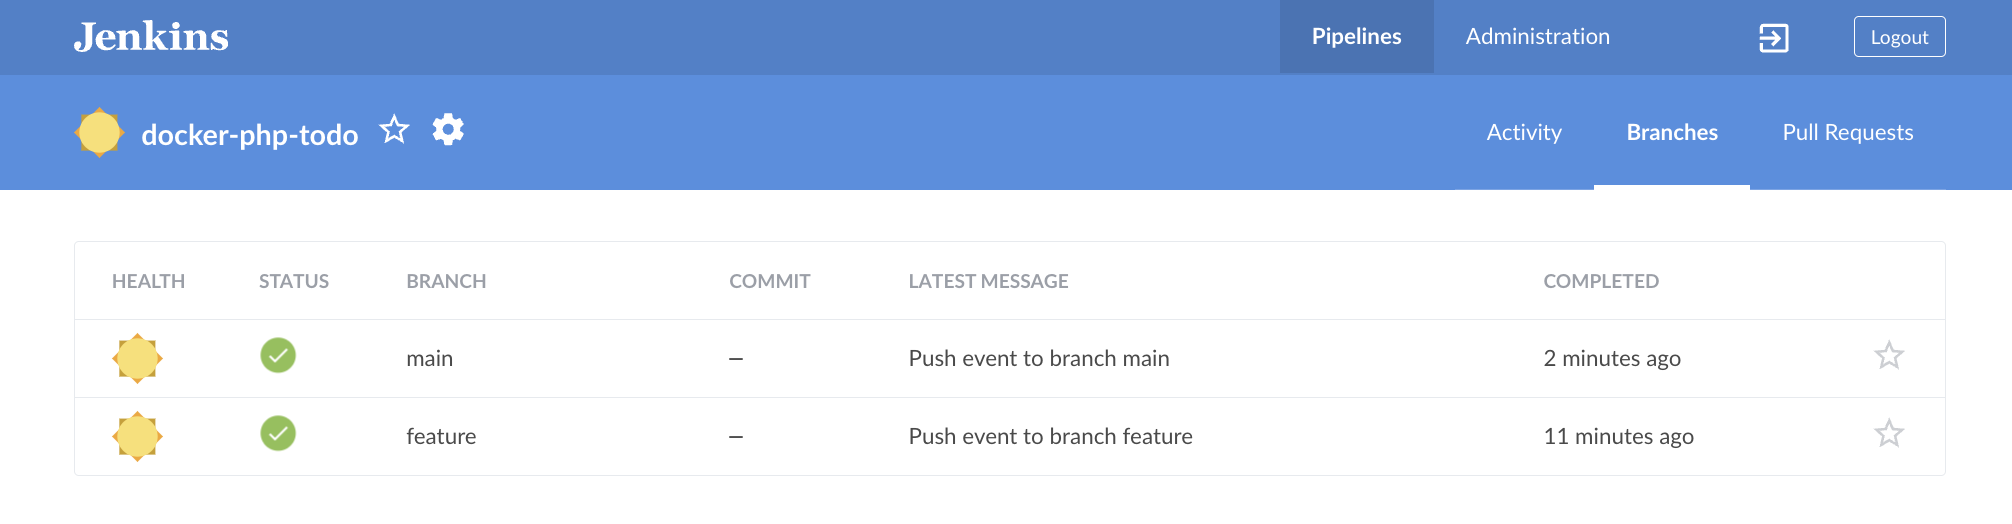 Jenkins Pipelines Administration Logout
docker-php-todo Activity Branches Pull Requests
HEALTH STATUS BRANCH COMMIT LATEST MESSAGE COMPLETED
main — Push event to branch main 2 minutes ago
feature — Push event to branch feature 11 minutes ago